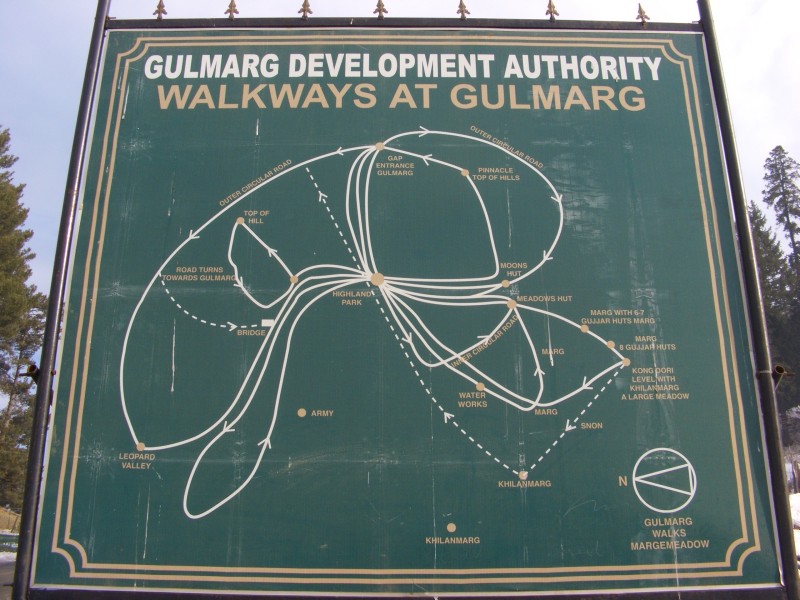 GULMARG DEVELOPMENT AUTHORITY
WALKWAYS AT GULMARG
OUTER CIRCULAR ROAD
OUTER CIRCULAR ROAD
GAP
ENTRANCE
GULMARG
PINNACLE
TOP OF HILLS
TOP OF
HILL
ROAD TURNS
TOWARDS GULMARG
MOONS
HUT
HIGHLAND
PARK
MEADOWS HUT
BRIDGE
MARG WITH 6-7
GUJJAR HUTS MARG
INNER CIRCULAR ROAD
MARG
MARG
8 GUJJAR HUTS
KONG DORI
LEVEL WITH
KHILANMARG
A LARGE MEADOW
WATER
WORKS
MARG
ARMY
SNON
LEOPARD
VALLEY
KHILANMARG
N
KHILANMARG
GULMARG
WALKS
MARGEMEADOW